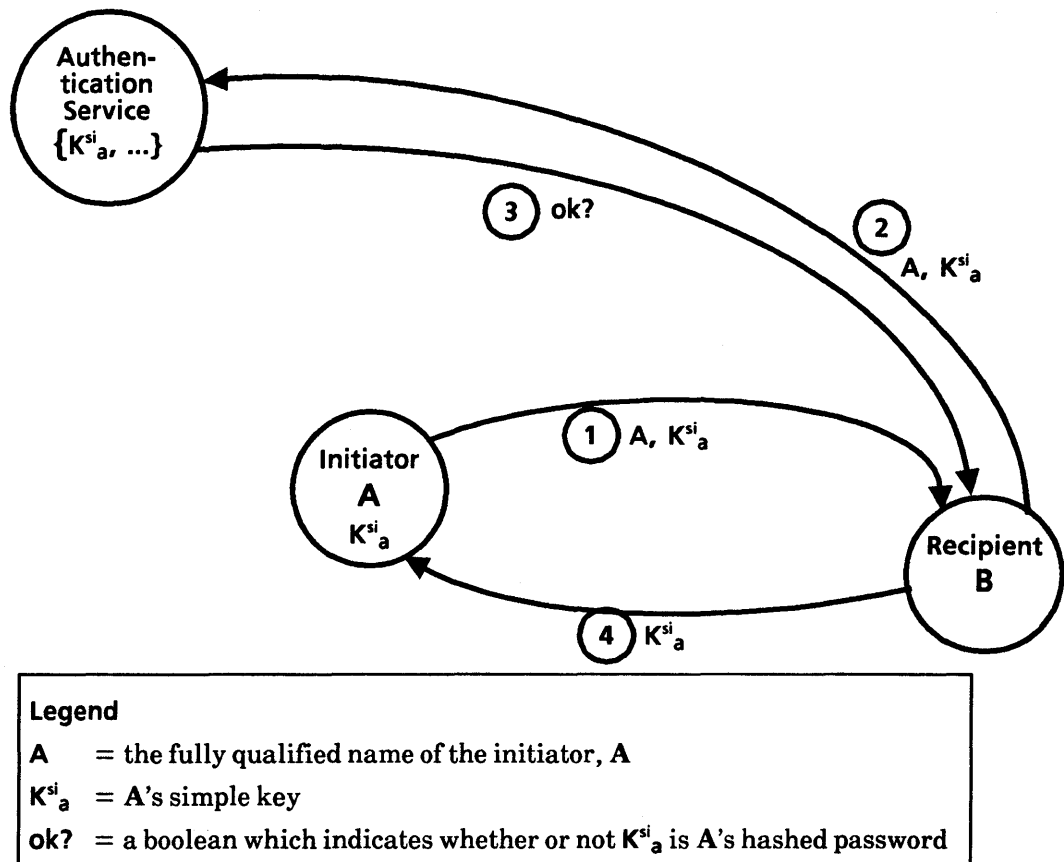 Authen-
tication
Service
{K^si_a, ...}
3 ok?
2
A, K^si_a
1 A, K^si_a
Initiator
A
K^si_a
Recipient
B
4 K^si_a
Legend
A = the fully qualified name of the initiator, A
K^si_a = A's simple key
ok? = a boolean which indicates whether or not K^si_a is A's hashed password